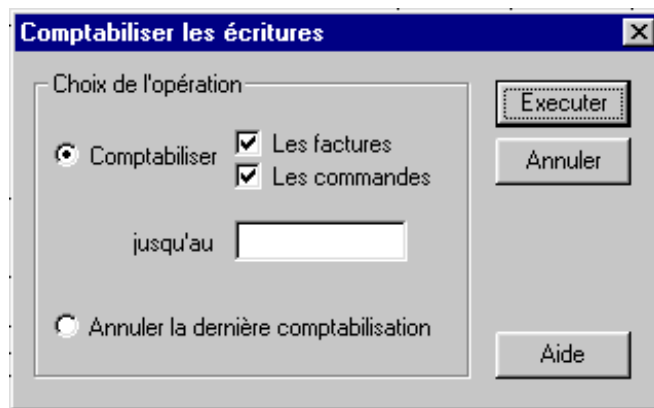 Comptabiliser les écritures
Choix de l'opération
Comptabiliser
Les factures
Les commandes
jusqu'au
Annuler la dernière comptabilisation
Executer
Annuler
Aide